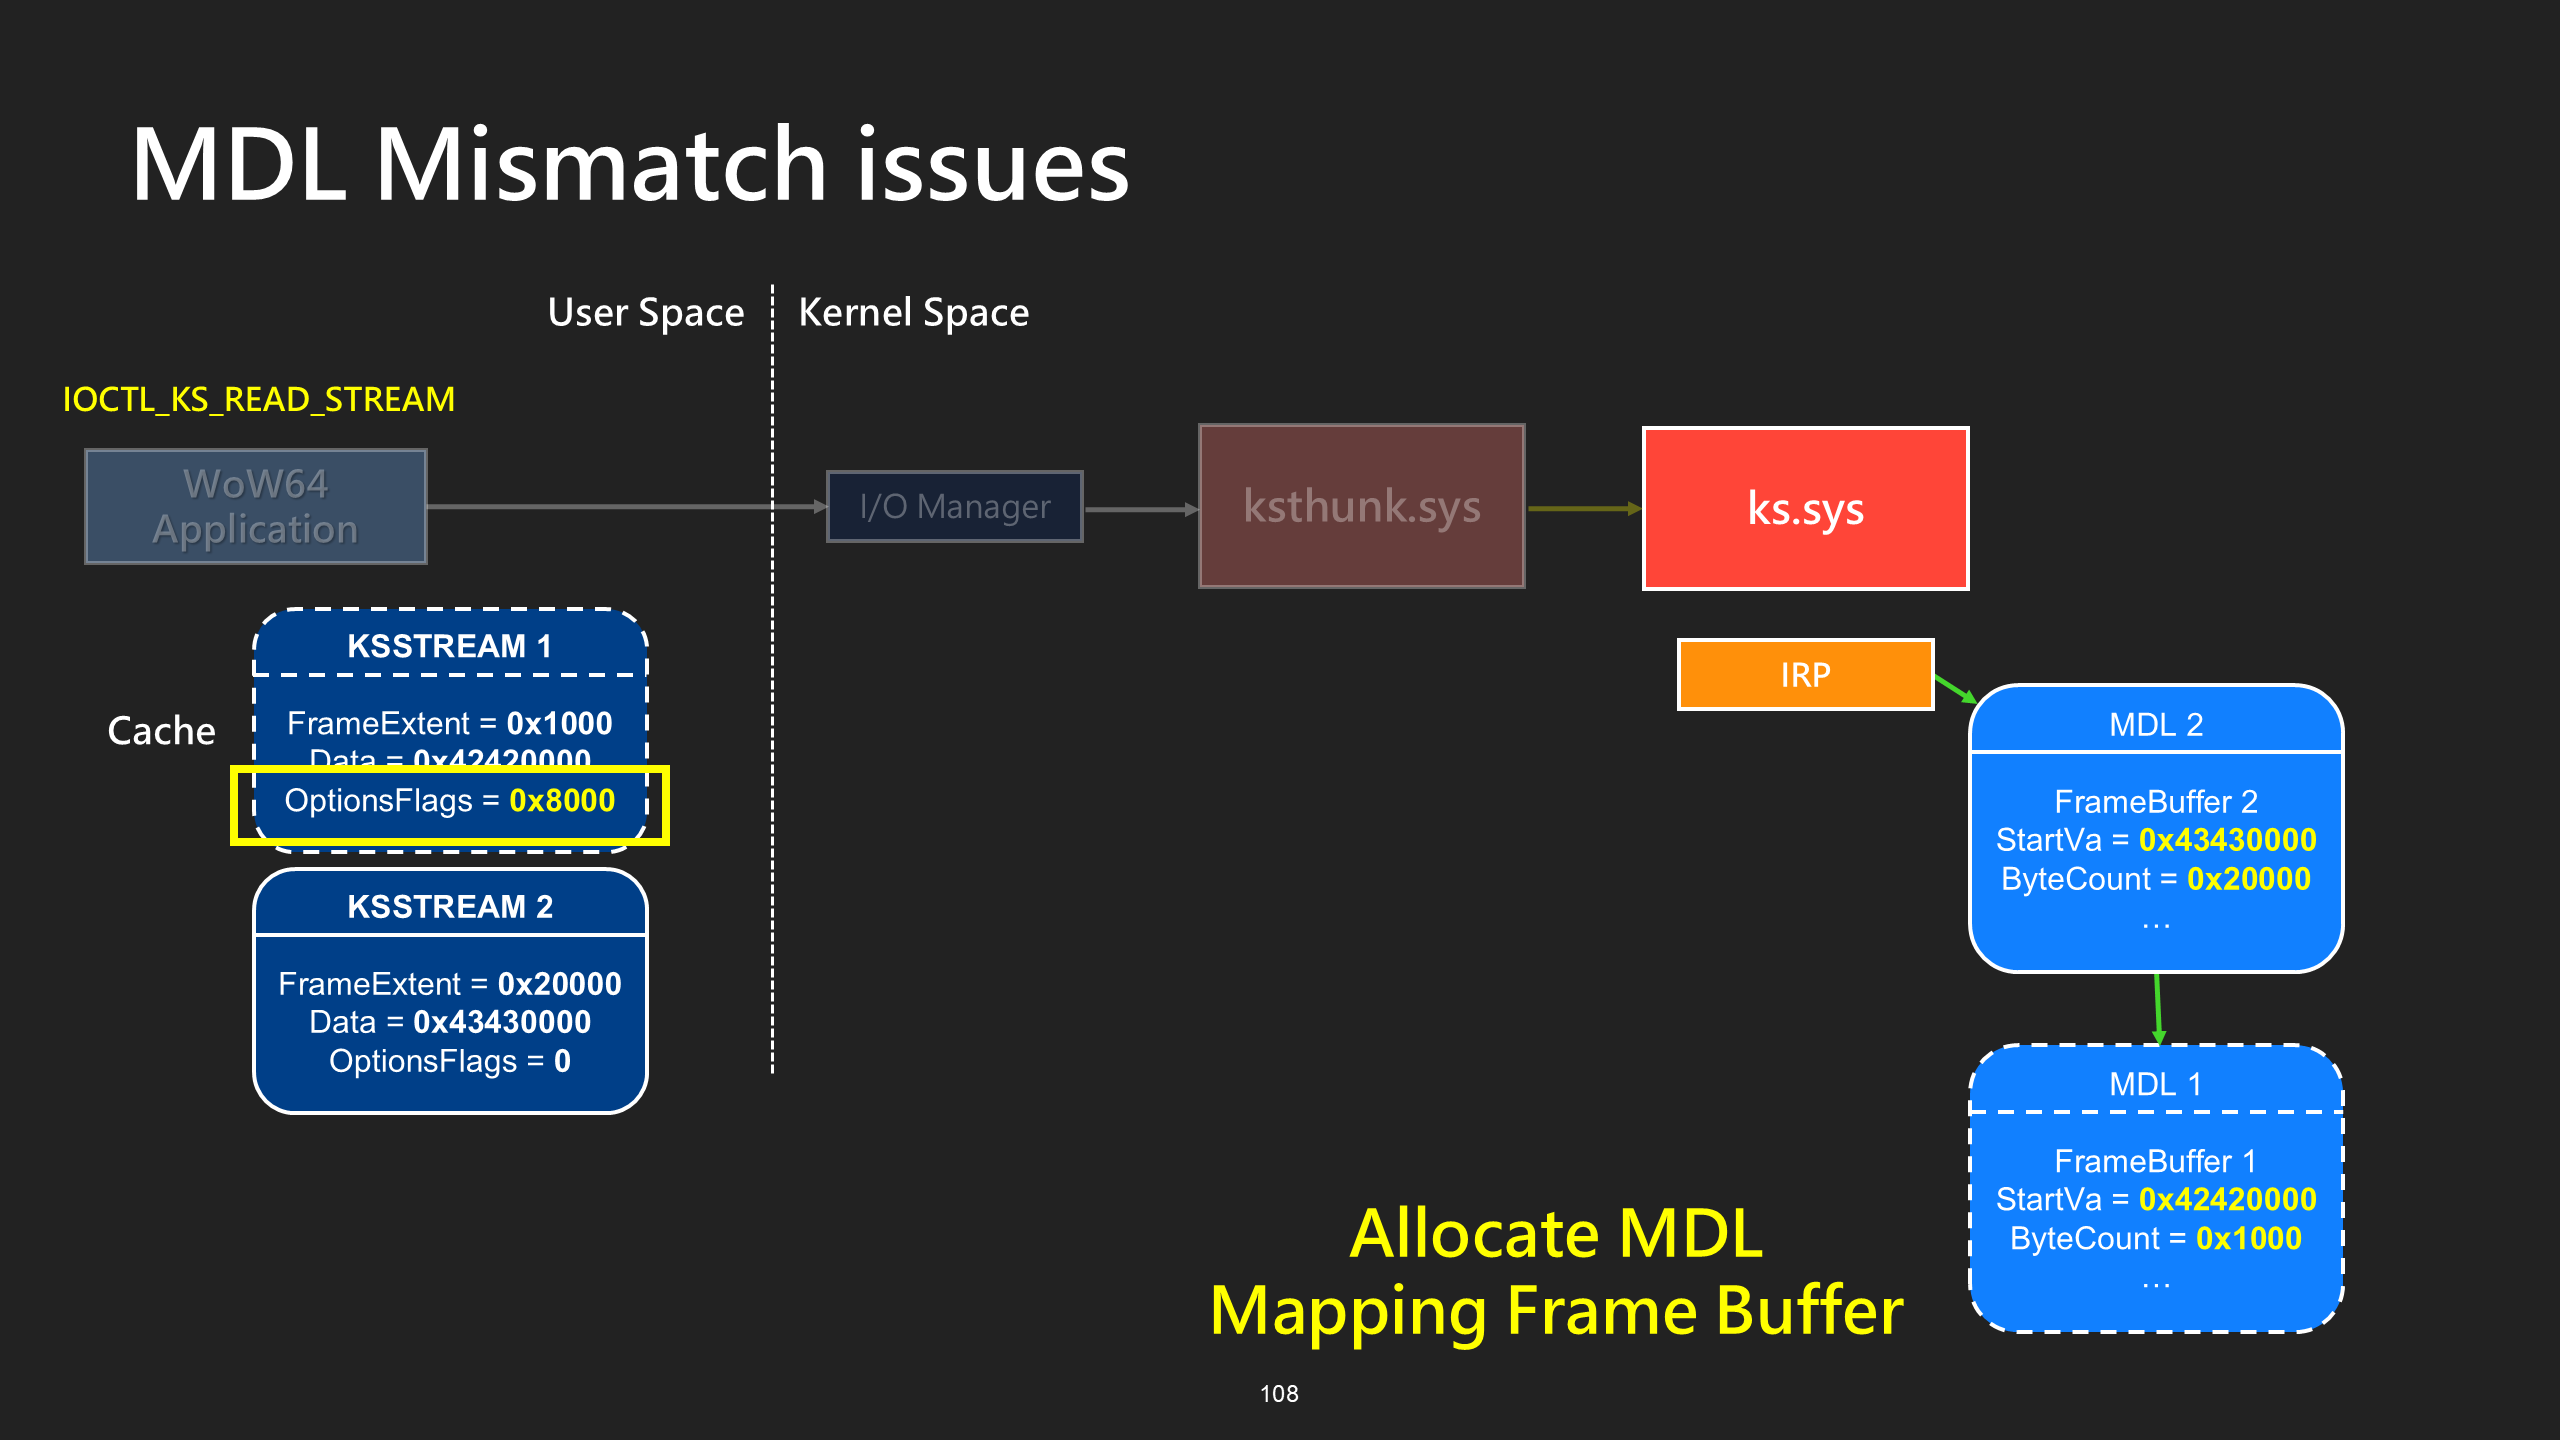 MDL Mismatch issues
User Space
Kernel Space
IOCTL_KS_READ_STREAM
WoW64
Application
I/O Manager
ksthunk.sys
ks.sys
Cache
KSSTREAM 1
FrameExtent = 0x1000
Data = 0x42420000
OptionsFlags = 0x8000
KSSTREAM 2
FrameExtent = 0x20000
Data = 0x43430000
OptionsFlags = 0
IRP
MDL 2
FrameBuffer 2
StartVa = 0x43430000
ByteCount = 0x20000
…
MDL 1
FrameBuffer 1
StartVa = 0x42420000
ByteCount = 0x1000
…
Allocate MDL
Mapping Frame Buffer
108